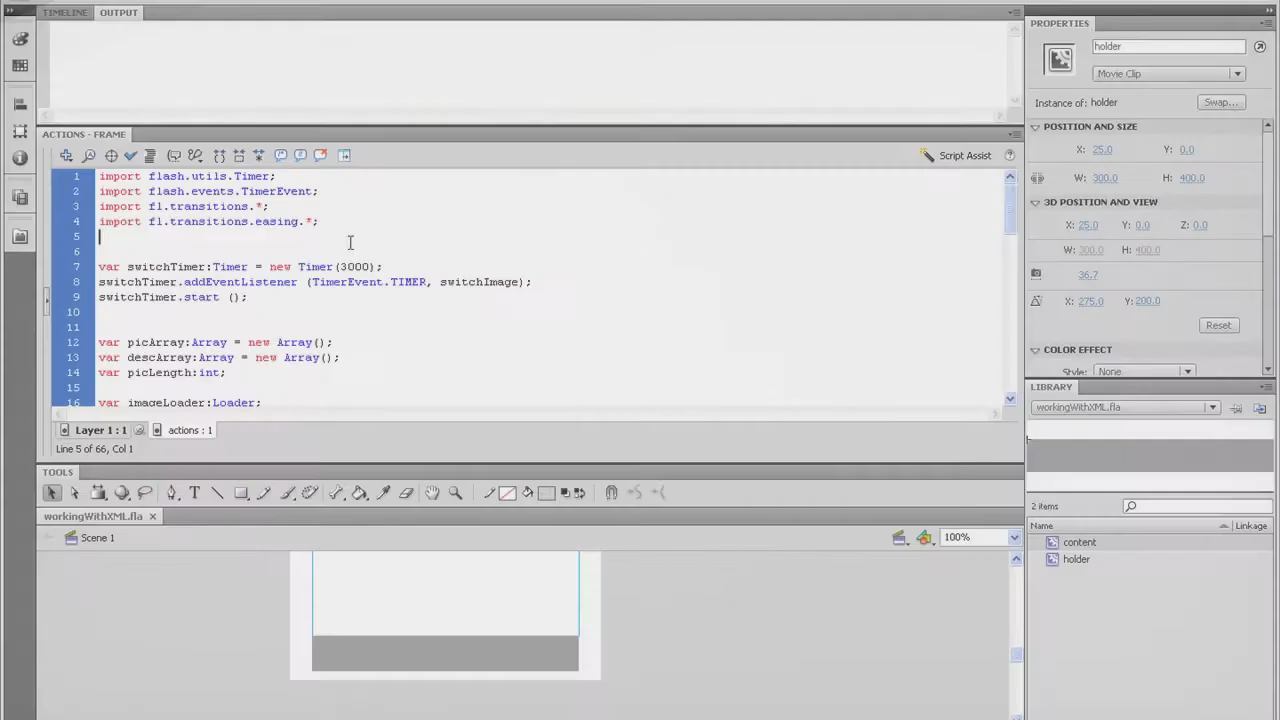 TIMELINE OUTPUT
ACTIONS - FRAME
Script Assist
1 import flash.utils.Timer;
2 import flash.events.TimerEvent;
3 import fl.transitions.*;
4 import fl.transitions.easing.*;
5
6
7 var switchTimer:Timer = new Timer(3000);
8 switchTimer.addEventListener (TimerEvent.TIMER, switchImage);
9 switchTimer.start ();
10
11
12 var picArray:Array = new Array();
13 var descArray:Array = new Array();
14 var picLength:int;
15
16 var imageLoader:Loader;
Layer 1 : 1 actions : 1
Line 5 of 66, Col 1
TOOLS
workingWithXML.fla ×
Scene 1 100%
PROPERTIES
holder
Movie Clip
Instance of: holder Swap...
POSITION AND SIZE
X: 25.0 Y: 0.0
W: 300.0 H: 400.0
3D POSITION AND VIEW
X: 25.0 Y: 0.0 Z: 0.0
W: 300.0 H: 400.0
36.7
X: 275.0 Y: 200.0
Reset
COLOR EFFECT
Style: None
LIBRARY
workingWithXML.fla
2 items
Name Linkage
content
holder